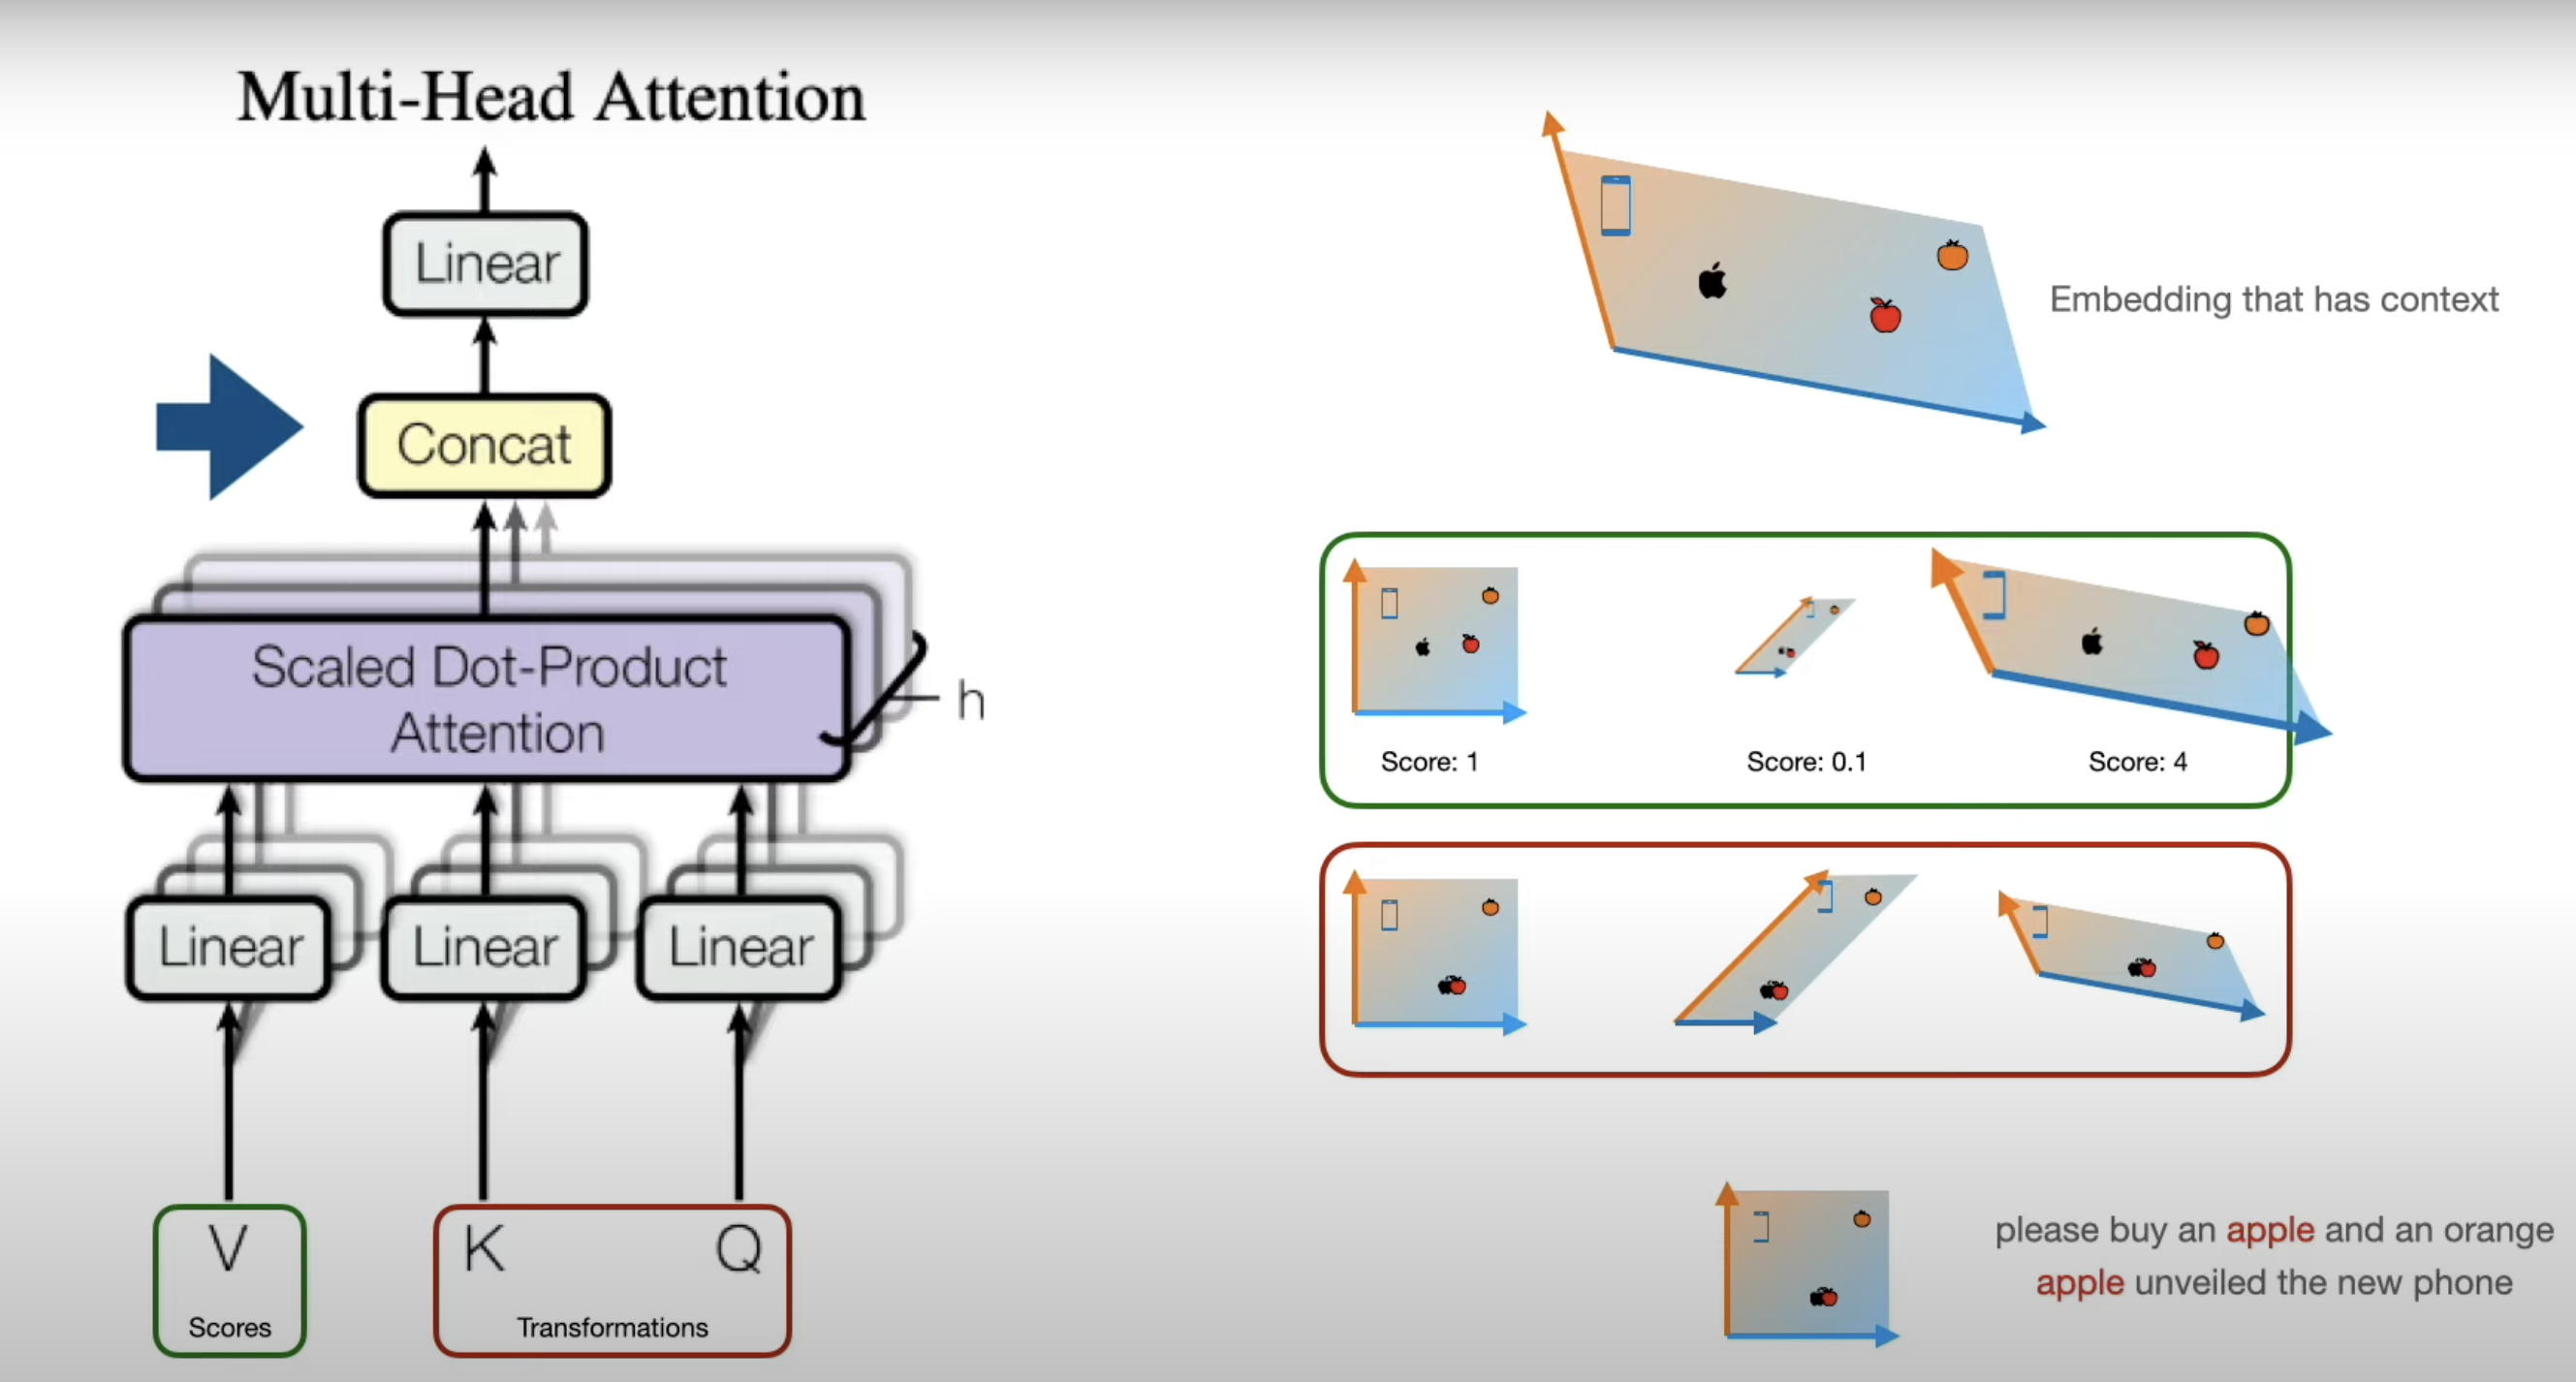 Multi-Head Attention
Linear
Concat
Scaled Dot-Product
Attention
h
Linear
Linear
Linear
V
K
Q
Scores
Transformations
Embedding that has context
Score: 1
Score: 0.1
Score: 4
please buy an apple and an orange
apple unveiled the new phone